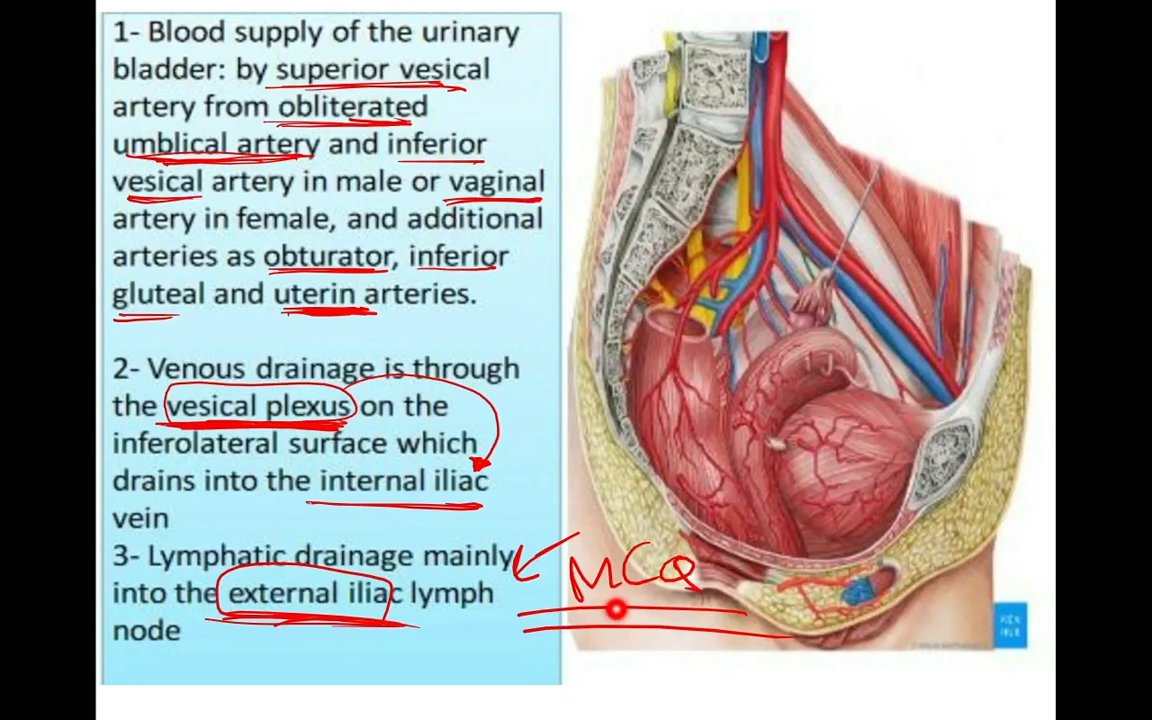 1- Blood supply of the urinary
bladder: by superior vesical
artery from obliterated
umblical artery and inferior
vesical artery in male or vaginal
artery in female, and additional
arteries as obturator, inferior
gluteal and uterin arteries.
2- Venous drainage is through
the vesical plexus on the
inferolateral surface which
drains into the internal iliac
vein
3- Lymphatic drainage mainly
into the external iliac lymph
node
MCQ
KEN
HUB